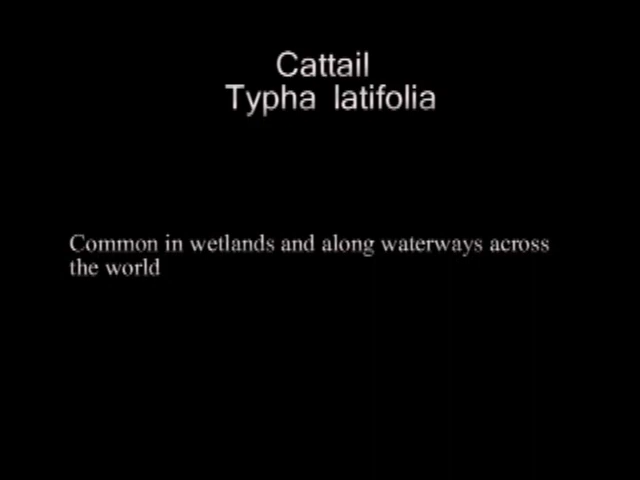 Cattail
Typha latifolia
Common in wetlands and along waterways across
the world